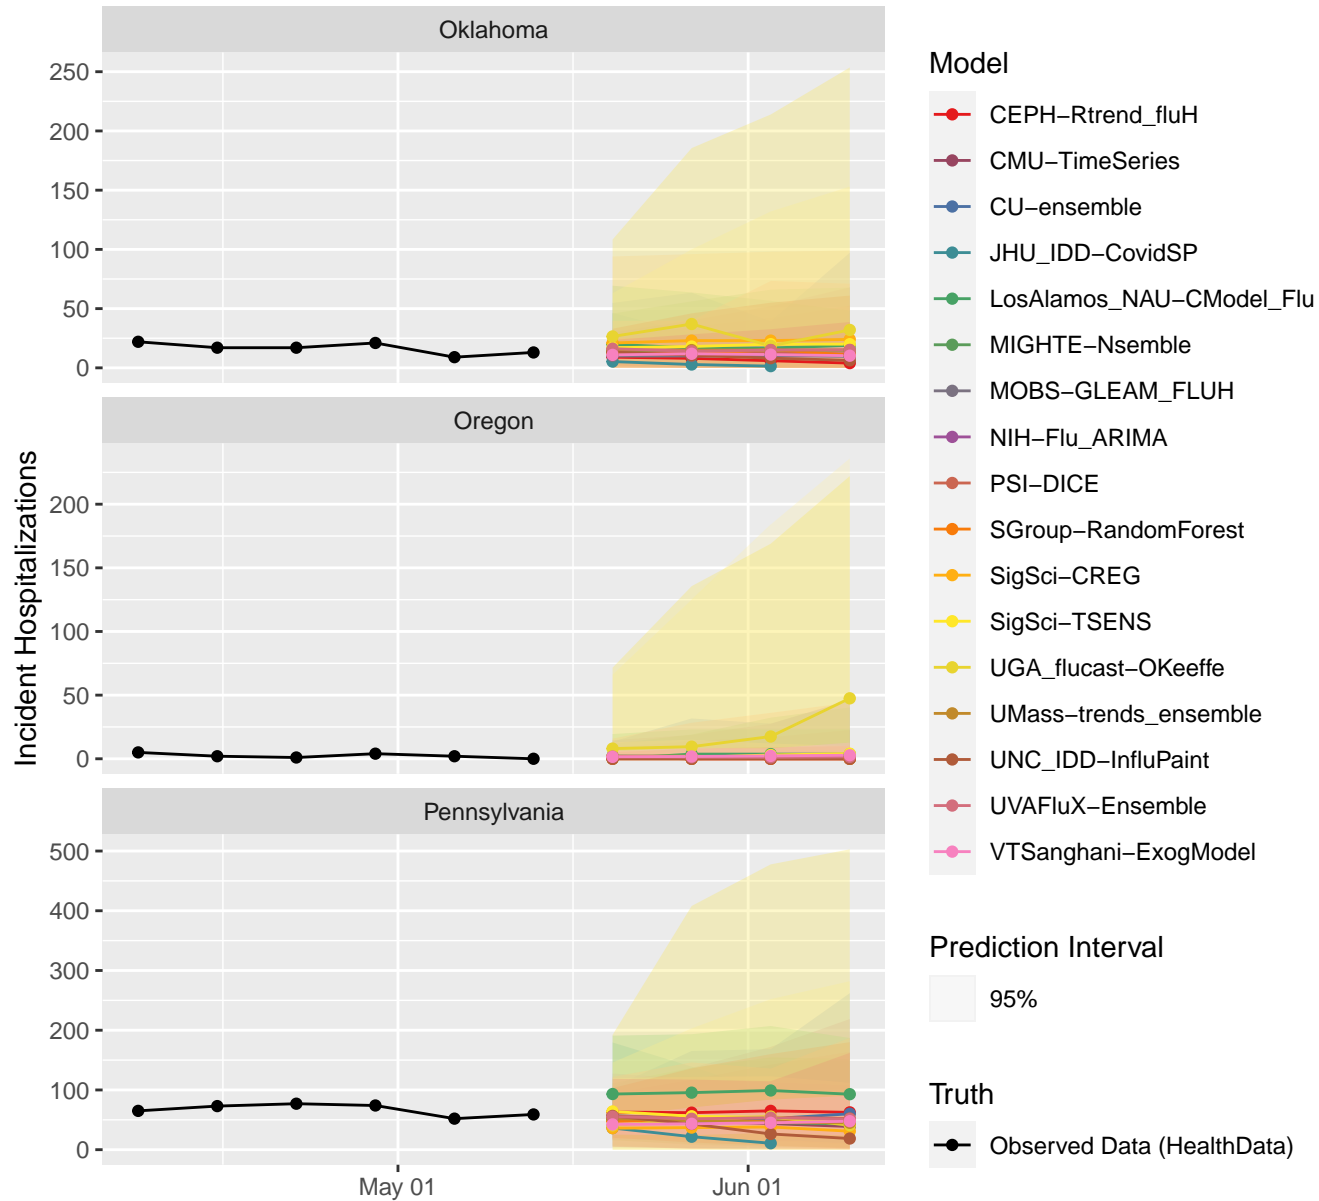 Oklahoma
250
200
150
100
50
0
Oregon
200
150
100
50
0
Pennsylvania
500
400
300
200
100
0
May 01
Jun 01
Incident Hospitalizations
Model
CEPH−Rtrend_fluH
CMU−TimeSeries
CU−ensemble
JHU_IDD−CovidSP
LosAlamos_NAU−CModel_Flu
MIGHTE−Nsemble
MOBS−GLEAM_FLUH
NIH−Flu_ARIMA
PSI−DICE
SGroup−RandomForest
SigSci−CREG
SigSci−TSENS
UGA_flucast−OKeeffe
UMass−trends_ensemble
UNC_IDD−InfluPaint
UVAFluX−Ensemble
VTSanghani−ExogModel
Prediction Interval
95%
Truth
Observed Data (HealthData)